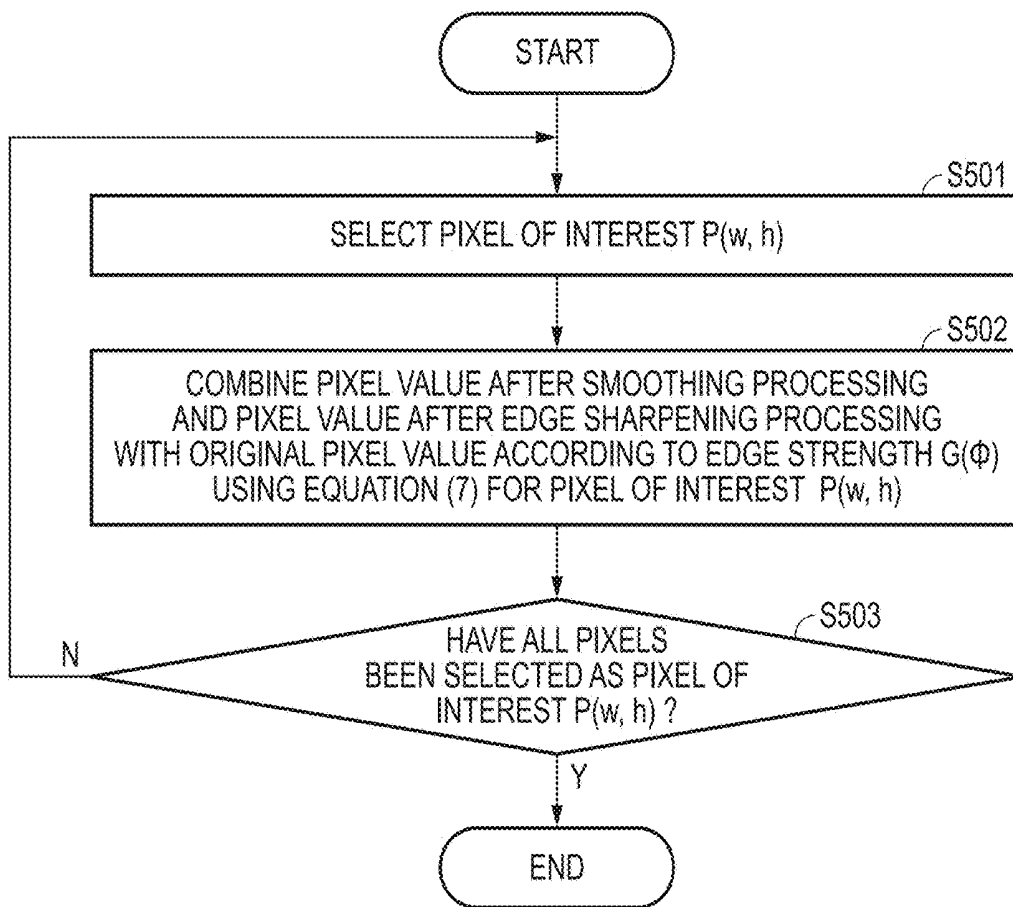 START
S501
SELECT PIXEL OF INTEREST P(w, h)
S502
COMBINE PIXEL VALUE AFTER SMOOTHING PROCESSING
AND PIXEL VALUE AFTER EDGE SHARPENING PROCESSING
WITH ORIGINAL PIXEL VALUE ACCORDING TO EDGE STRENGTH G(Φ)
USING EQUATION (7) FOR PIXEL OF INTEREST P(w, h)
S503
HAVE ALL PIXELS
BEEN SELECTED AS PIXEL OF
INTEREST P(w, h) ?
N
Y
END